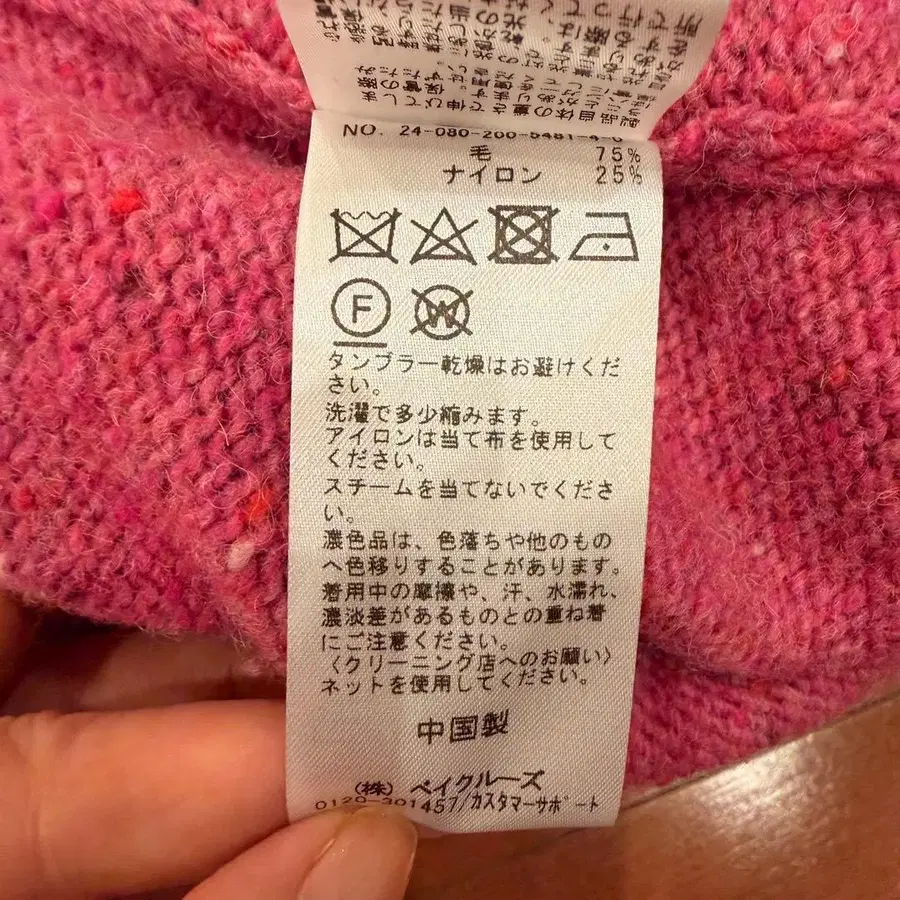 NO. 24-080-200-5481-4-6
毛 75%
ナイロン 25%
F
W
タンブラー乾燥はお避けくだ
さい。
洗濯で多少縮みます。
アイロンは当て布を使用して
ください。
スチームを当てないでくださ
い。
濃色品は、色落ちや他のもの
へ色移りすることがあります。
着用中の摩擦や、汗、水濡れ、
濃淡差があるものとの重ね着
にご注意ください。
〈クリーニング店へのお願い〉
ネットを使用してください。
中国製
(株) ベイクルーズ
0120-301457/カスタマーサポート